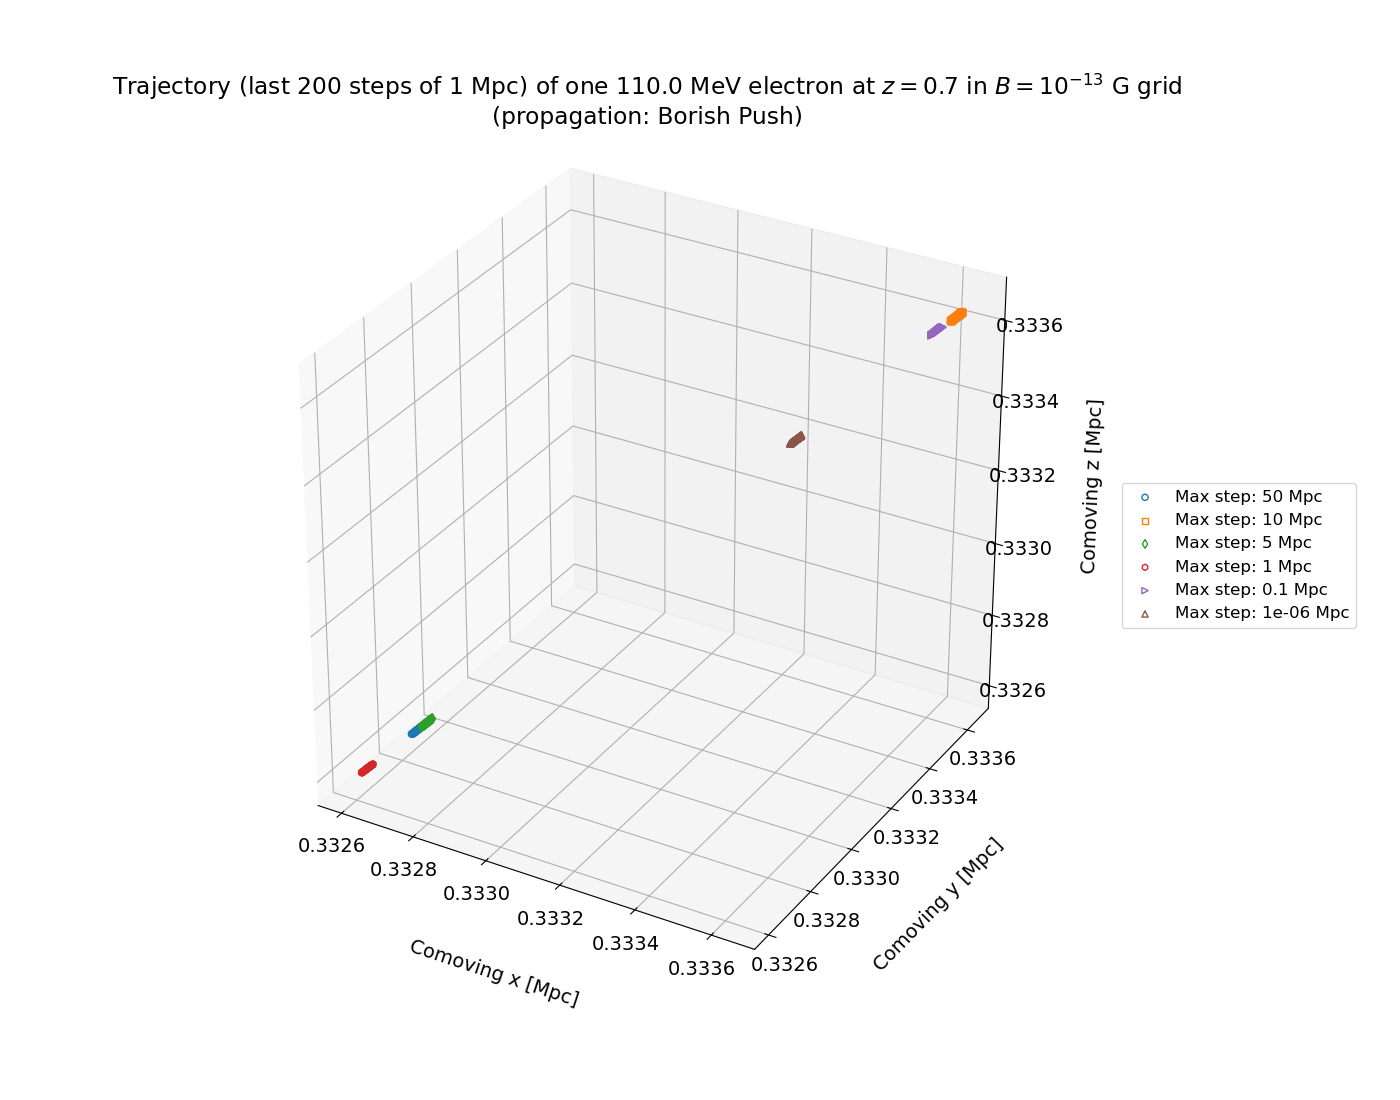 Trajectory (last 200 steps of 1 Mpc) of one 110.0 MeV electron at z = 0.7 in B = 10⁻¹³ G grid
(propagation: Borish Push)
0.3336
0.3334
0.3332
0.3330
0.3328
0.3326
Comoving z [Mpc]
Max step: 50 Mpc
Max step: 10 Mpc
Max step: 5 Mpc
Max step: 1 Mpc
Max step: 0.1 Mpc
Max step: 1e-06 Mpc
0.3326
0.3328
0.3330
0.3332
0.3334
0.3336
Comoving x [Mpc]
0.3336
0.3334
0.3332
0.3330
0.3328
0.3326
Comoving y [Mpc]